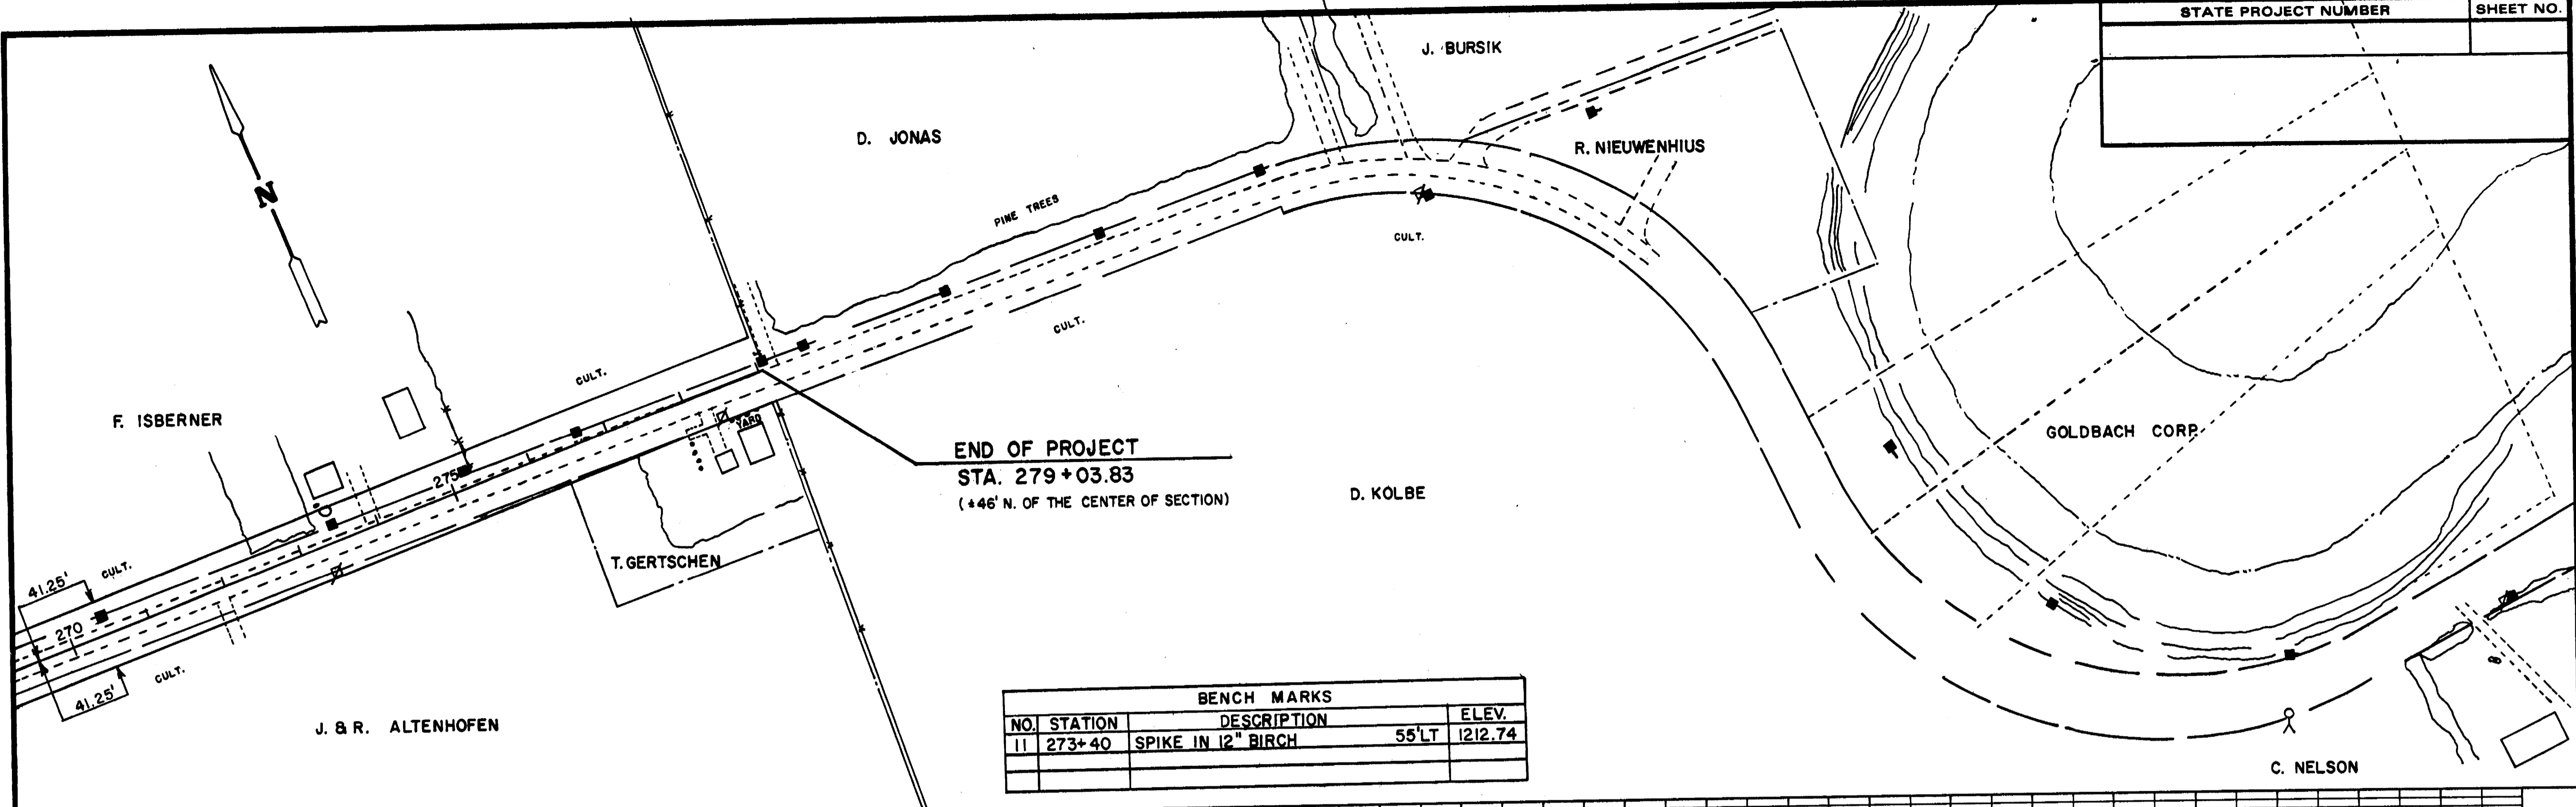 STATE PROJECT NUMBER
SHEET NO.
J. BURSIK
D. JONAS
R. NIEUWENHIUS
N
PINE TREES
CULT.
CULT.
CULT.
F. ISBERNER
YARD
GOLDBACH CORP.
END OF PROJECT
STA. 279+03.83
(±46' N. OF THE CENTER OF SECTION)
275
D. KOLBE
T. GERTSCHEN
41.25'
CULT.
270
CULT.
41.25'
J. & R. ALTENHOFEN
BENCH MARKS
NO. STATION DESCRIPTION ELEV.
11 273+40 SPIKE IN 12" BIRCH 55'LT 1212.74
C. NELSON